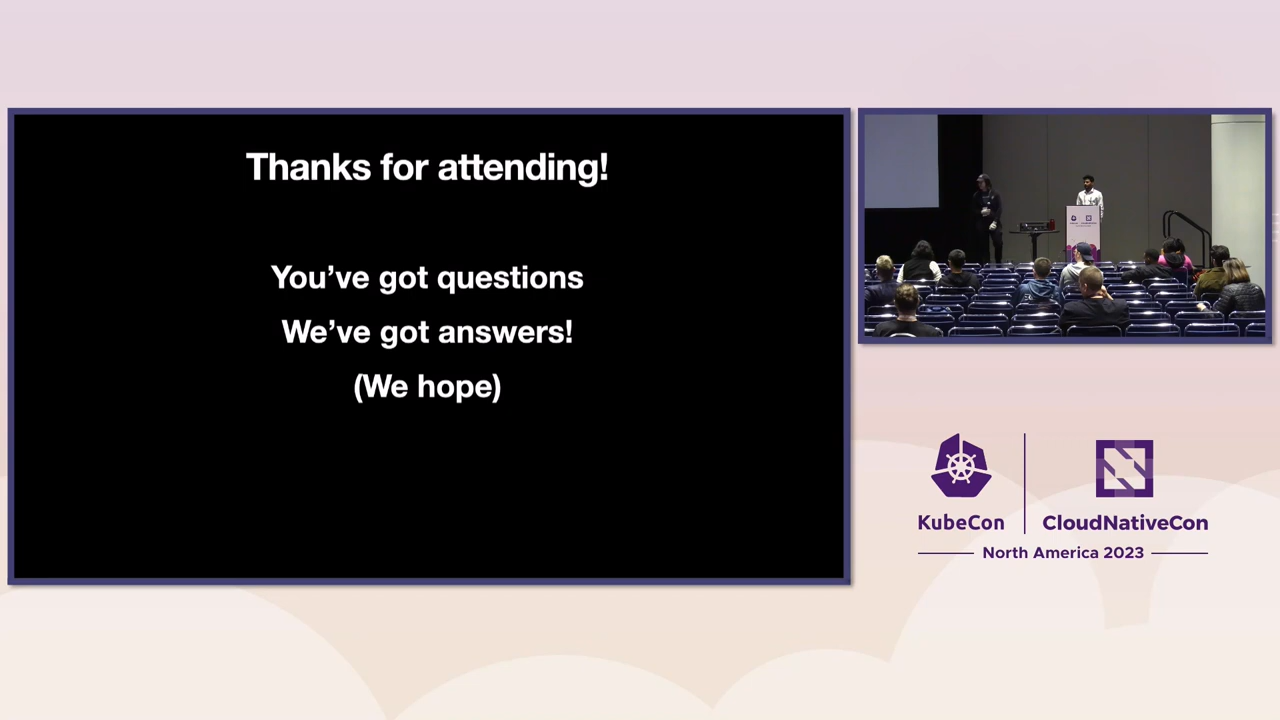 Thanks for attending!
You've got questions
We've got answers!
(We hope)
KubeCon
CloudNativeCon
North America 2023